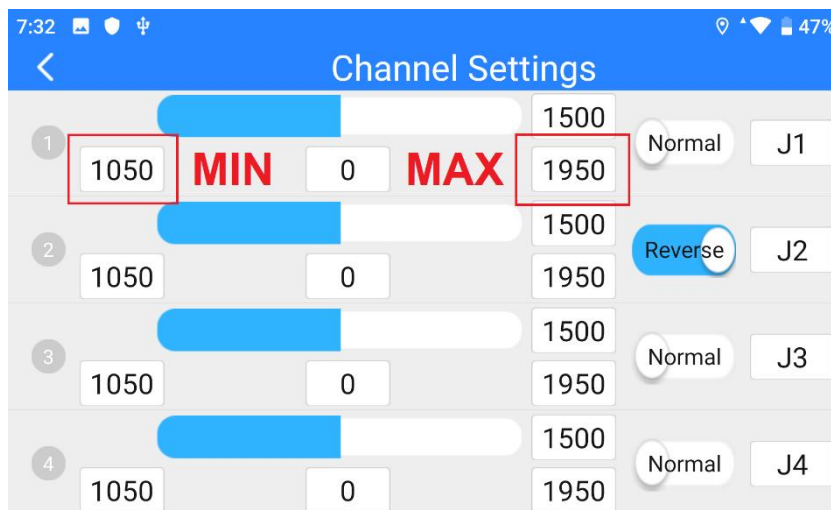 7:32 47%
Channel Settings
1500
1 Normal J1
1050 MIN 0 MAX 1950
1500
2 Reverse J2
1050 0 1950
1500
3 Normal J3
1050 0 1950
1500
4 Normal J4
1050 0 1950